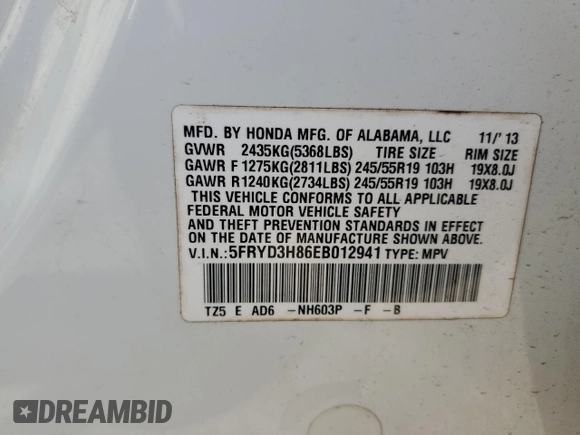 MFD. BY HONDA MFG. OF ALABAMA, LLC 11/'13
GVWR 2435KG(5368LBS) TIRE SIZE RIM SIZE
GAWR F 1275KG(2811LBS) 245/55R19 103H 19X8.0J
GAWR R1240KG(2734LBS) 245/55R19 103H 19X8.0J
THIS VEHICLE CONFORMS TO ALL APPLICABLE
FEDERAL MOTOR VEHICLE SAFETY
AND THEFT PREVENTION STANDARDS IN EFFECT
ON THE DATE OF MANUFACTURE SHOWN ABOVE.
V.I.N.:5FRYD3H86EB012941 TYPE: MPV
TZ5 E AD6 -NH603P -F -B
DREAMBID